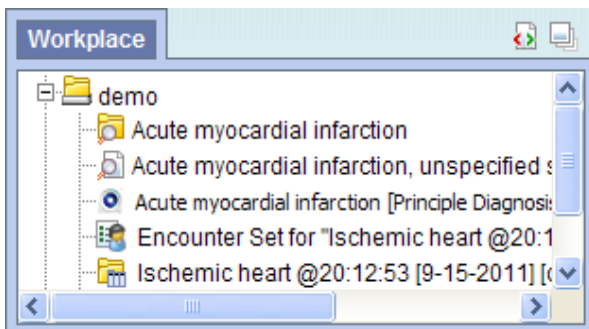 Workplace
demo
Acute myocardial infarction
Acute myocardial infarction, unspecified s
Acute myocardial infarction [Principle Diagnosis
Encounter Set for "Ischemic heart @20:1
Ischemic heart @20:12:53 [9-15-2011] [c